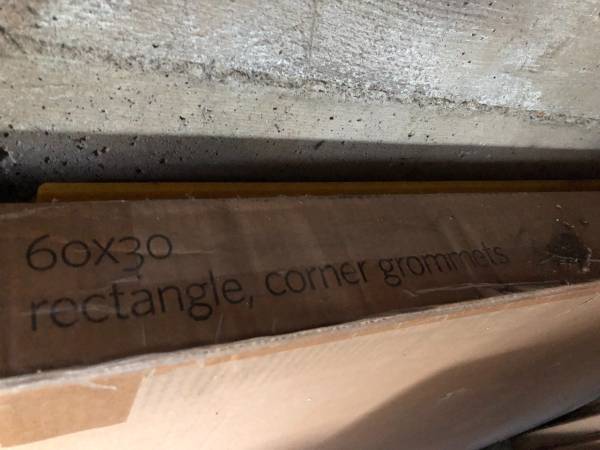 60x30
rectangle, corner grommets